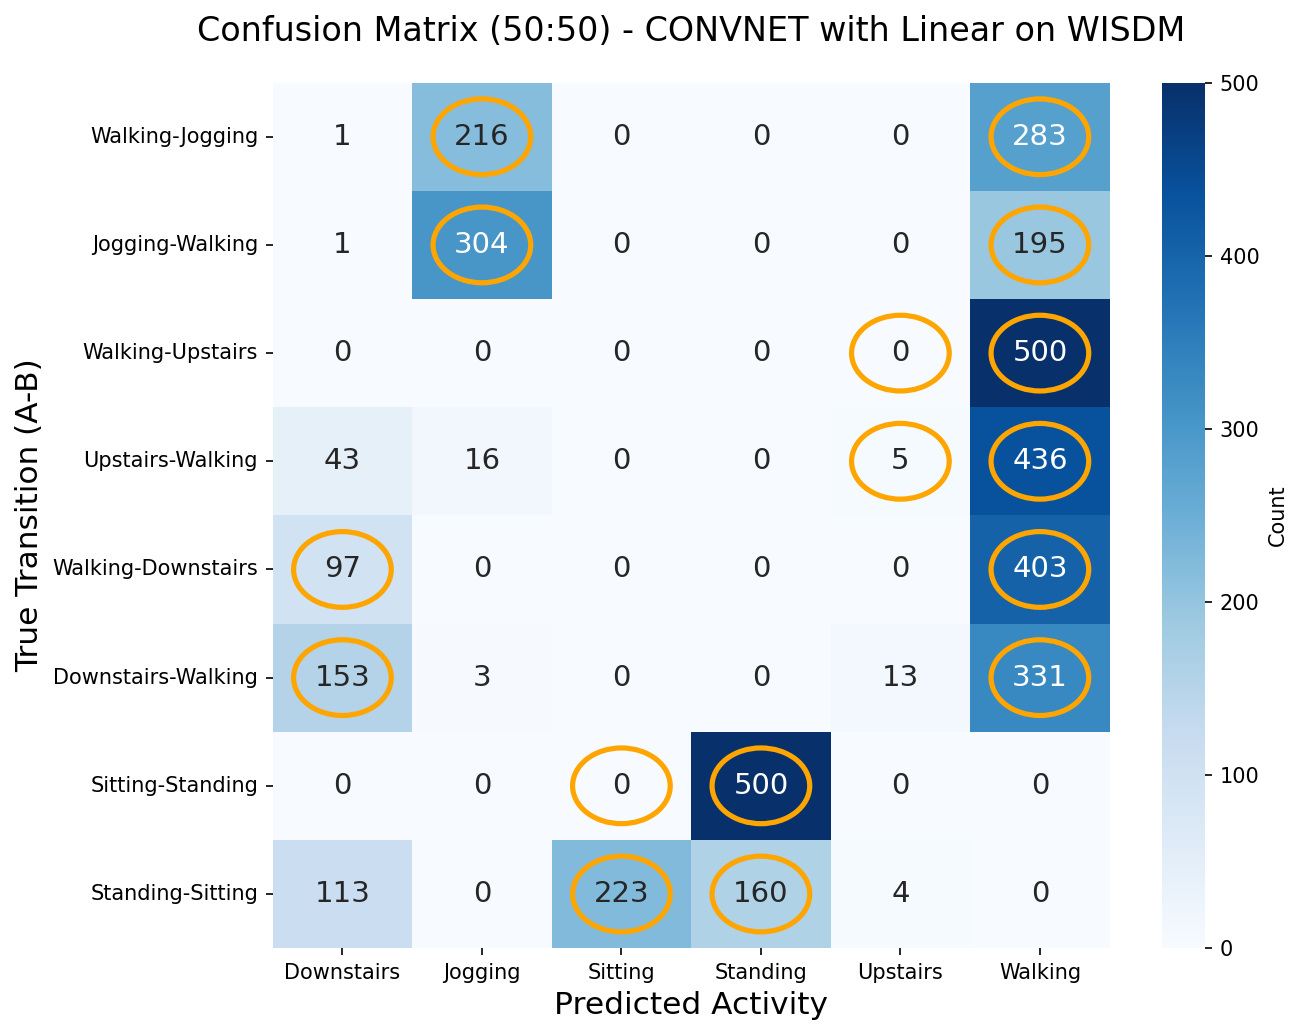 Confusion Matrix (50:50) - CONVNET with Linear on WISDM
True Transition (A-B)
Walking-Jogging 1 216 0 0 0 283
Jogging-Walking 1 304 0 0 0 195
Walking-Upstairs 0 0 0 0 0 500
Upstairs-Walking 43 16 0 0 5 436
Walking-Downstairs 97 0 0 0 0 403
Downstairs-Walking 153 3 0 0 13 331
Sitting-Standing 0 0 0 500 0 0
Standing-Sitting 113 0 223 160 4 0
Downstairs Jogging Sitting Standing Upstairs Walking
Predicted Activity
500
400
300
200
100
0
Count